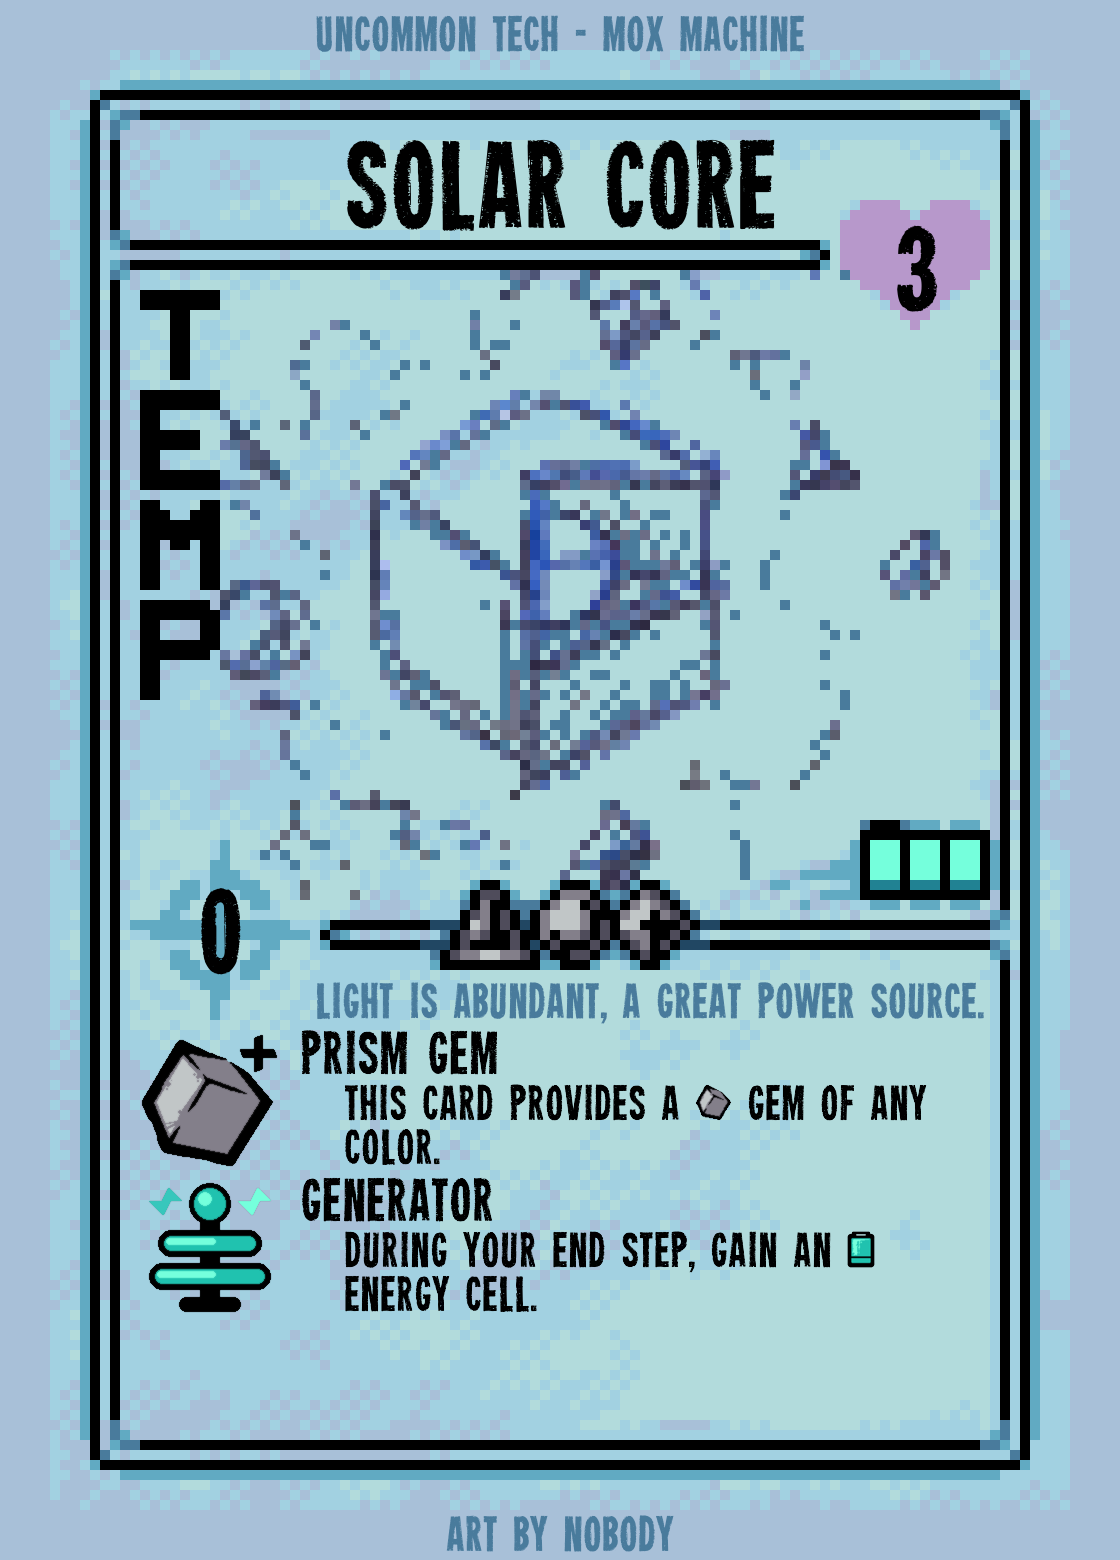 UNCOMMON TECH - MOX MACHINE
SOLAR CORE
3
TEMP
0
LIGHT IS ABUNDANT, A GREAT POWER SOURCE.
PRISM GEM
THIS CARD PROVIDES A GEM OF ANY
COLOR.
GENERATOR
DURING YOUR END STEP, GAIN AN
ENERGY CELL.
ART BY NOBODY